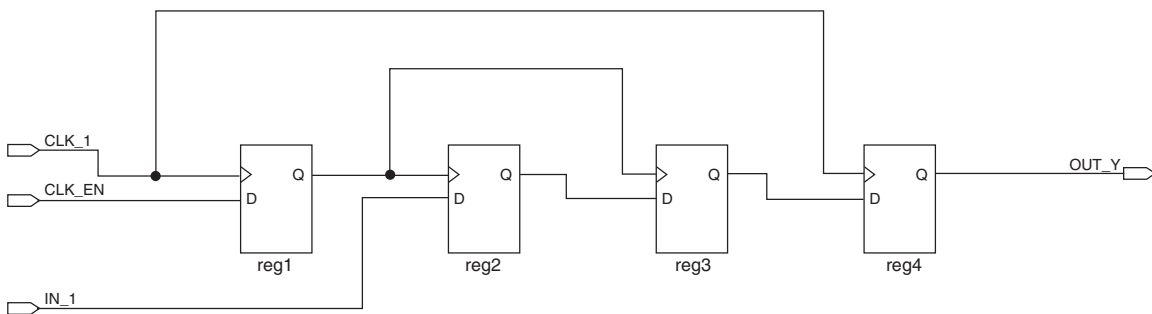 CLK_1
CLK_EN
IN_1
Q
D
reg1
Q
D
reg2
Q
D
reg3
Q
D
reg4
OUT_Y